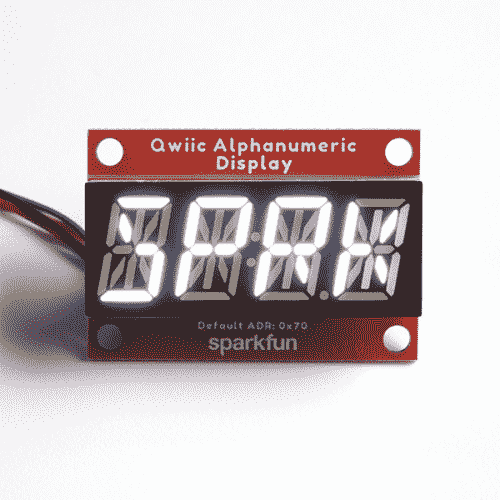 Qwiic Alphanumeric
Display
SPRK
Default ADR: 0x70
sparkfun